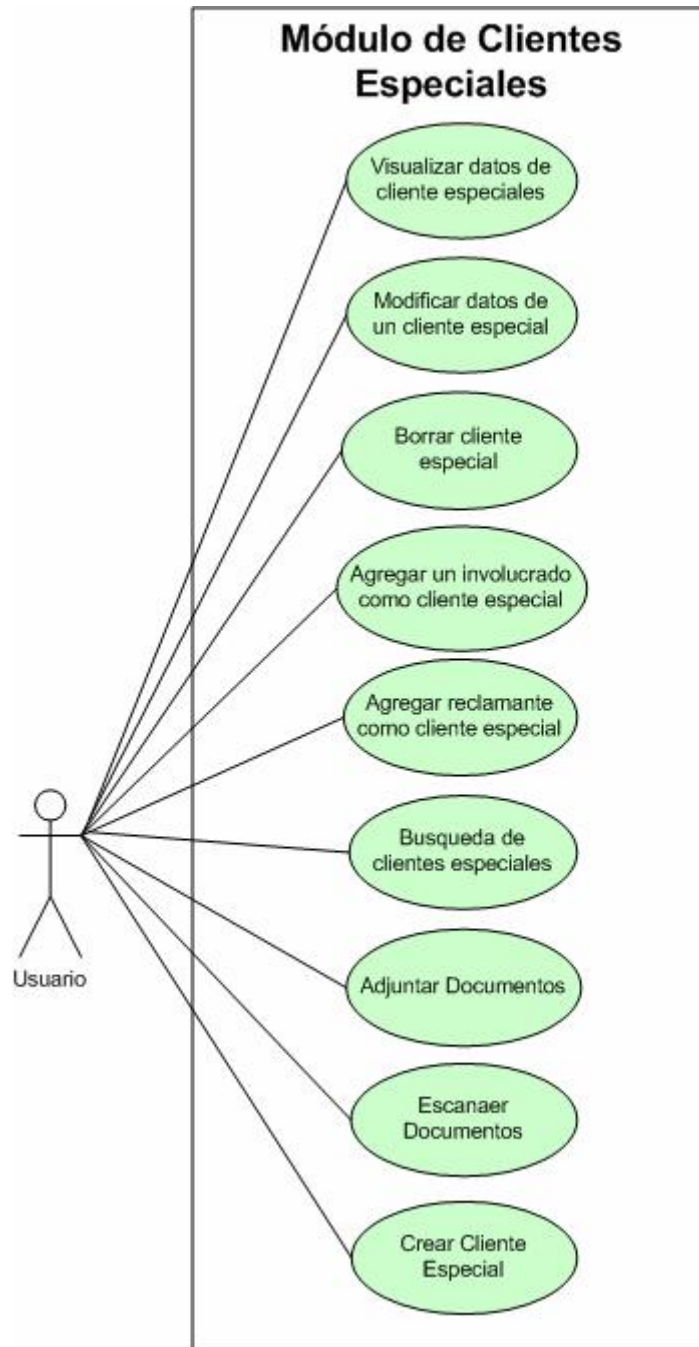 Módulo de Clientes
Especiales
Visualizar datos de
cliente especiales
Modificar datos de
un cliente especial
Borrar cliente
especial
Agregar un involucrado
como cliente especial
Agregar reclamante
como cliente especial
Busqueda de
clientes especiales
Adjuntar Documentos
Escanaer
Documentos
Crear Cliente
Especial
Usuario